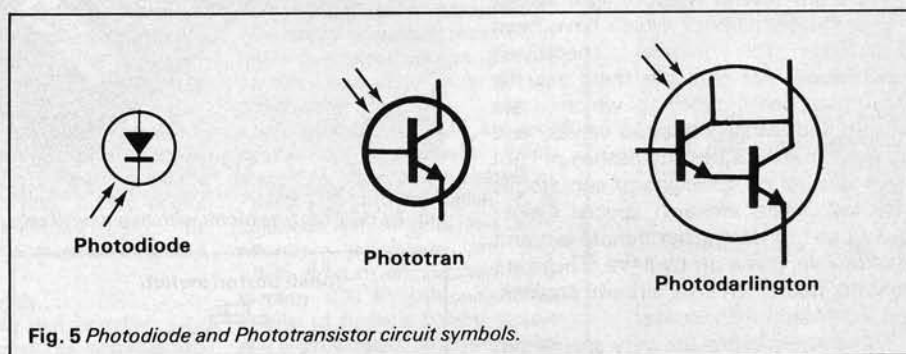 Photodiode
Phototran
Photodarlington
Fig. 5 Photodiode and Phototransistor circuit symbols.